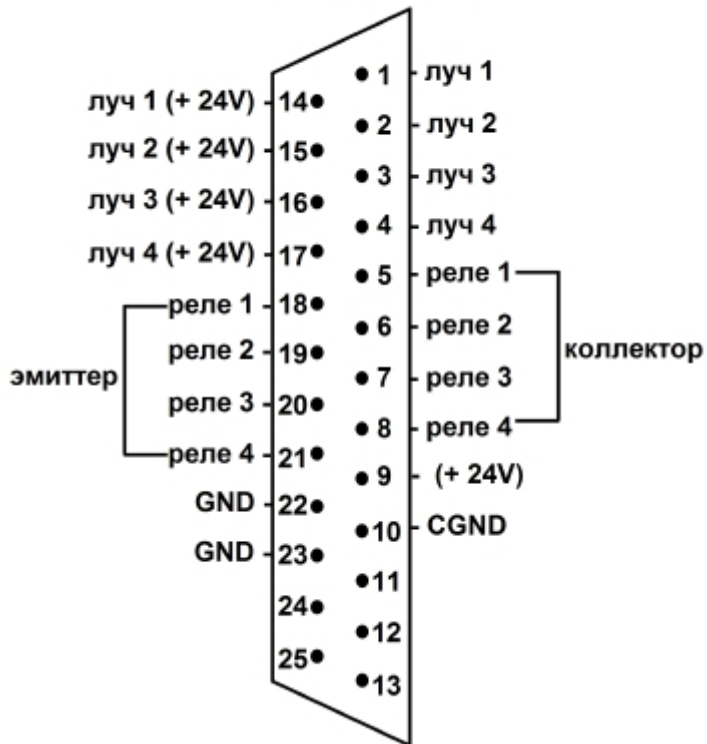 1 луч 1
луч 1 (+ 24V) 14
2 луч 2
луч 2 (+ 24V) 15
3 луч 3
луч 3 (+ 24V) 16
4 луч 4
луч 4 (+ 24V) 17
5 реле 1
реле 1 18
6 реле 2
реле 2 19
коллектор
эмиттер
7 реле 3
реле 3 20
8 реле 4
реле 4 21
9 (+ 24V)
GND 22
10 CGND
GND 23
11
24
12
25
13